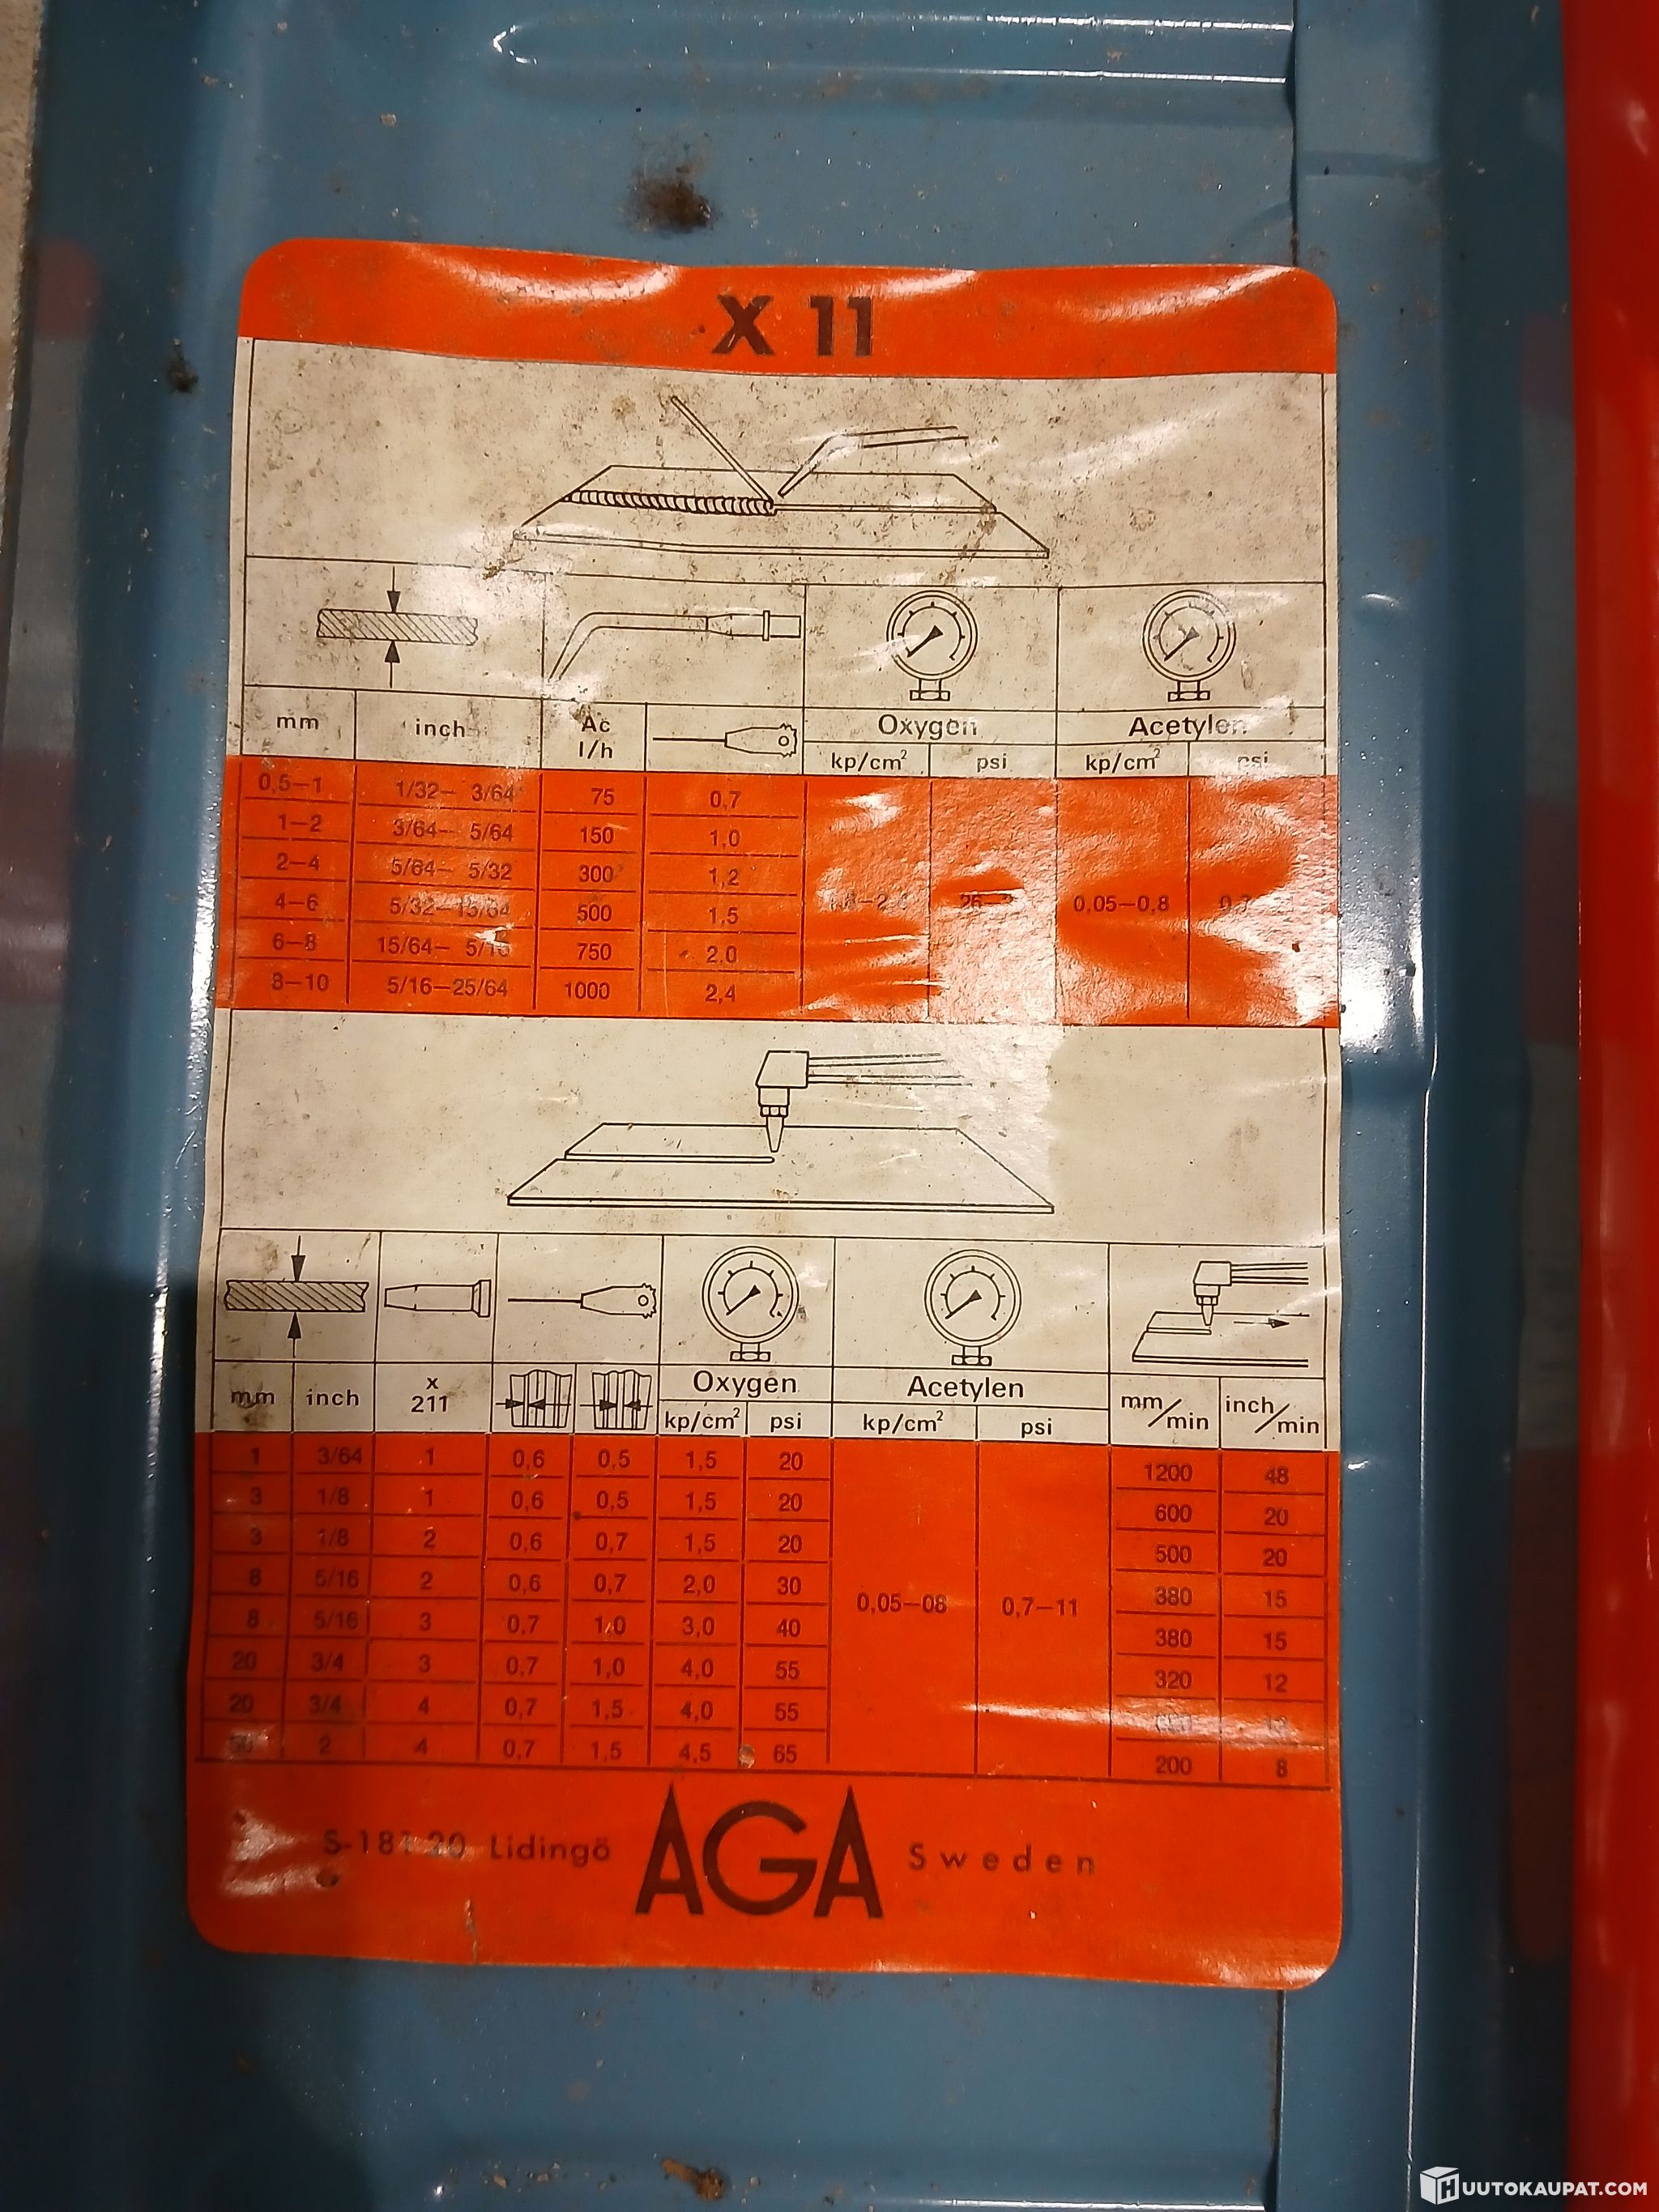 X 11
mm inch Ac l/h Oxygen Acetylen
kp/cm² psi kp/cm² psi
0,5—1 1/32— 3/64 75 0,7
1—2 3/64— 5/64 150 1,0
2—4 5/64— 5/32 300 1,2
4—6 5/32—15/64 500 1,5 0,05—0,8
6—8 15/64— 5/16 750 2.0
8—10 5/16—25/64 1000 2,4
mm inch x 211 Oxygen Acetylen mm/min inch/min
kp/cm² psi kp/cm² psi
1 3/64 1 0,6 0,5 1,5 20 1200 48
3 1/8 1 0,6 0,5 1,5 20 600 20
3 1/8 2 0,6 0,7 1,5 20 500 20
8 5/16 2 0,6 0,7 2,0 30 0,05—08 0,7—11 380 15
8 5/16 3 0,7 1,0 3,0 40 380 15
20 3/4 3 0,7 1,0 4,0 55 320 12
20 3/4 4 0,7 1,5 4,0 55
2 4 0,7 1,5 4,5 65 200 8
Lidingö AGA Sweden
HUUTOKAUPAT.COM